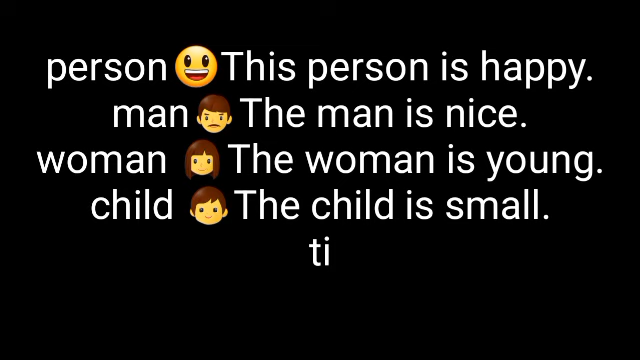 person😃This person is happy.
man👨The man is nice.
woman 👩The woman is young.
child 🧒The child is small.
ti